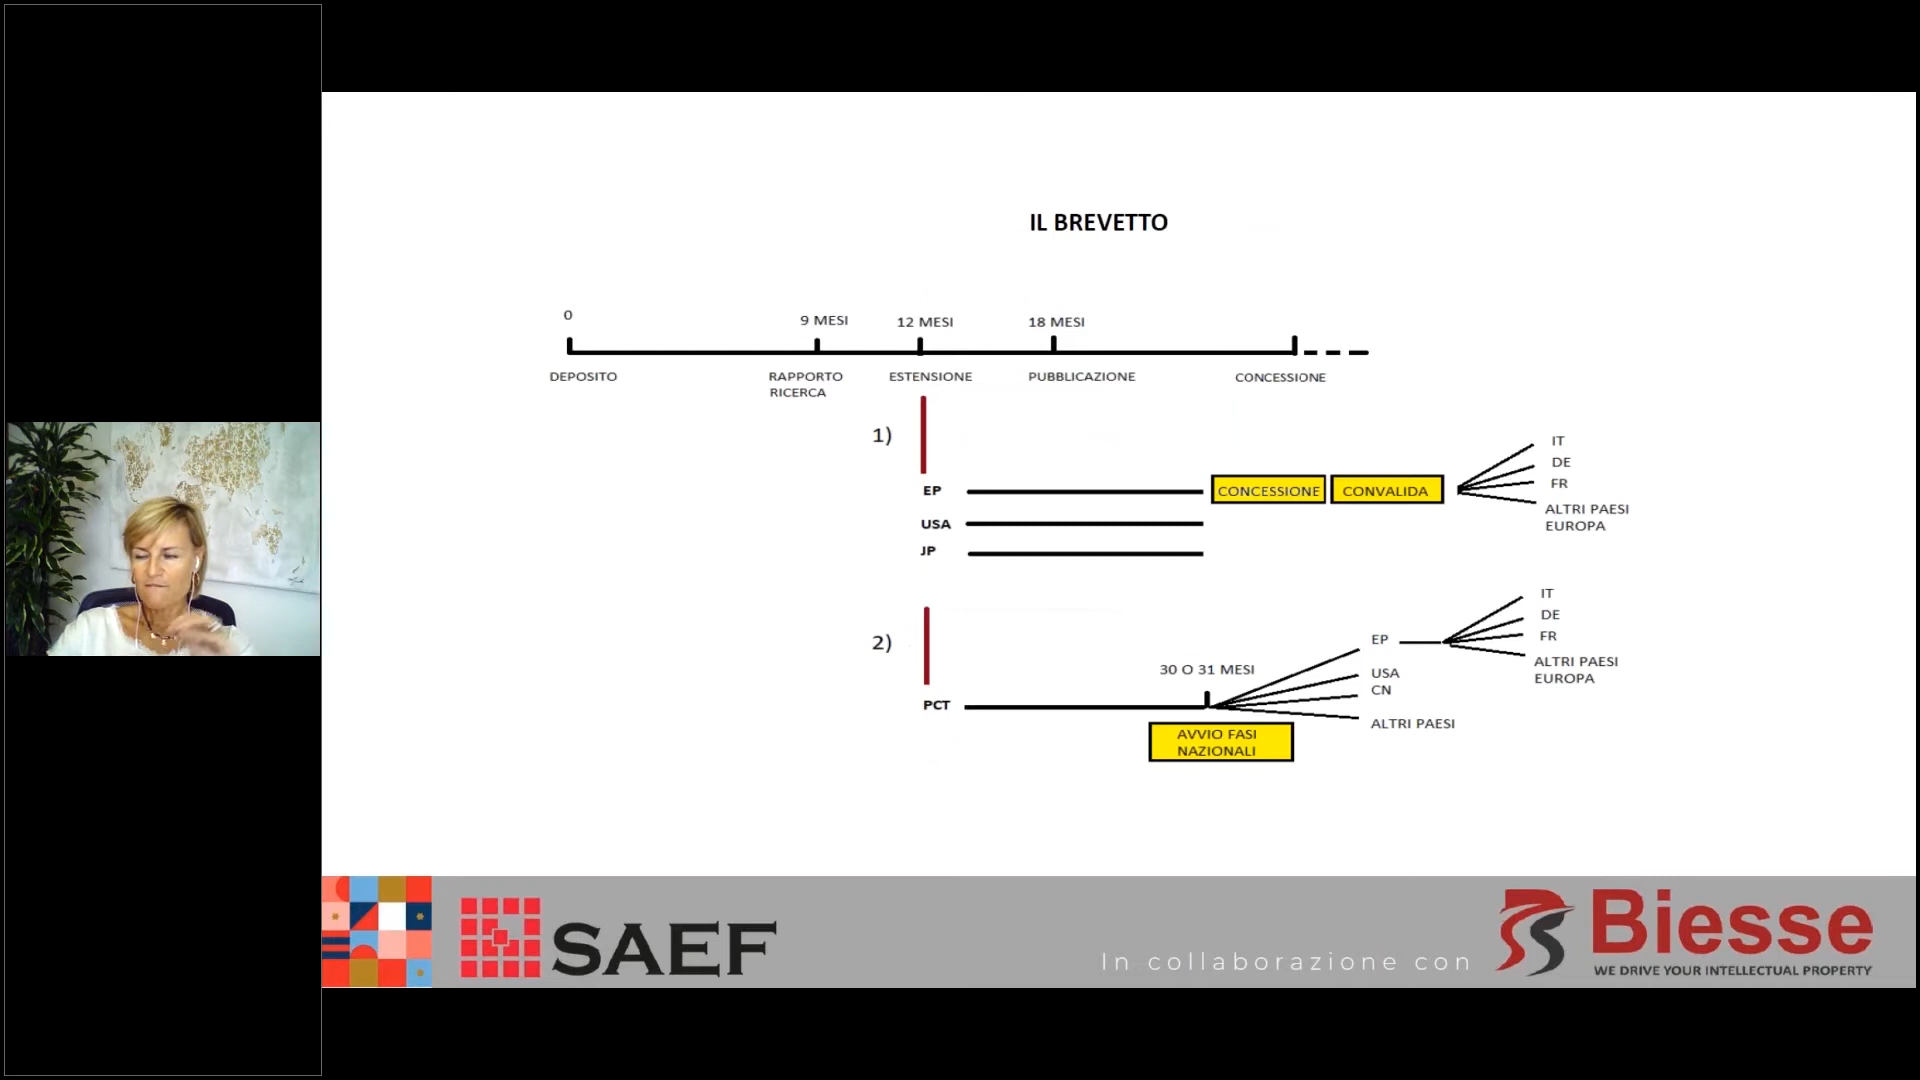 IL BREVETTO
0
9 MESI
12 MESI
18 MESI
DEPOSITO
RAPPORTO
RICERCA
ESTENSIONE
PUBBLICAZIONE
CONCESSIONE
1)
EP
CONCESSIONE
CONVALIDA
IT
DE
FR
ALTRI PAESI
EUROPA
USA
JP
2)
PCT
30 O 31 MESI
AVVIO FASI
NAZIONALI
EP
USA
CN
ALTRI PAESI
IT
DE
FR
ALTRI PAESI
EUROPA
SAEF
In collaborazione con
Biesse
WE DRIVE YOUR INTELLECTUAL PROPERTY